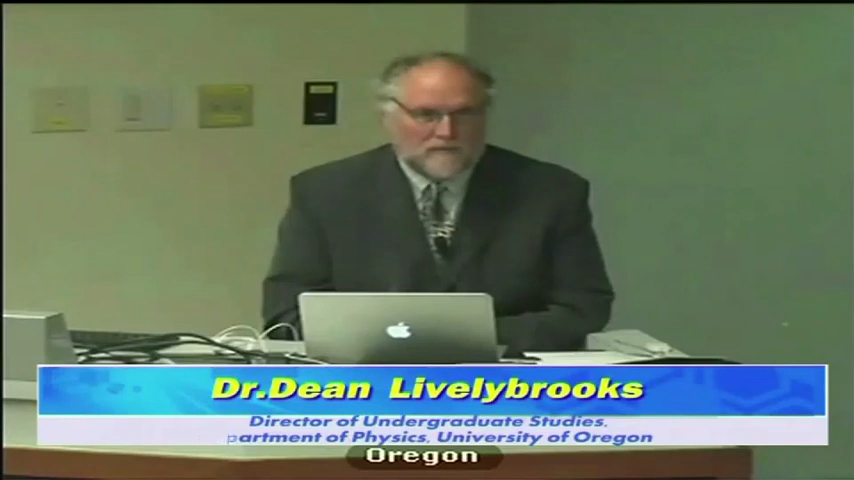 Dr.Dean Livelybrooks
Director of Undergraduate Studies,
partment of Physics, University of Oregon
Oregon